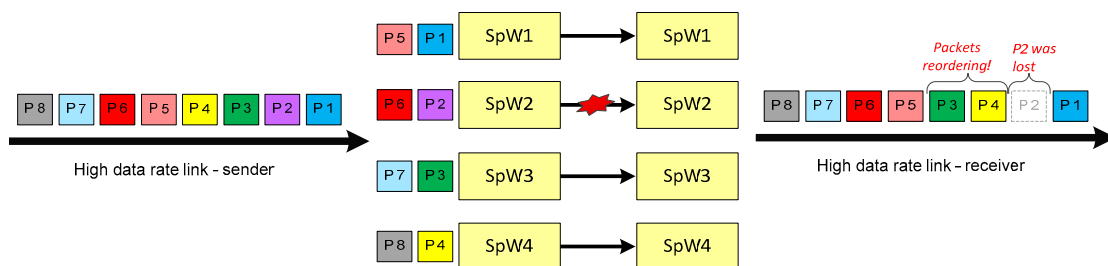 P8 P7 P6 P5 P4 P3 P2 P1
High data rate link - sender
P5 P1 SpW1 SpW1
P6 P2 SpW2 SpW2
P7 P3 SpW3 SpW3
P8 P4 SpW4 SpW4
Packets
reordering!
P2 was
lost
P8 P7 P6 P5 P3 P4 P2 P1
High data rate link – receiver